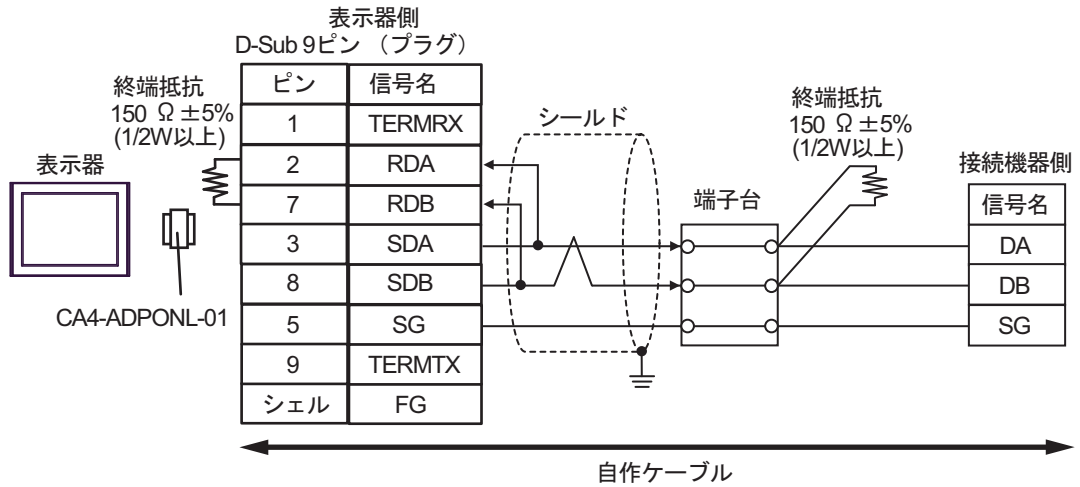 表示器側
D-Sub 9ピン （プラグ）
終端抵抗
150 Ω ±5%
(1/2W以上)
表示器
CA4-ADPONL-01
ピン 信号名
1 TERMRX
2 RDA
7 RDB
3 SDA
8 SDB
5 SG
9 TERMTX
シェル FG
シールド
端子台
終端抵抗
150 Ω ±5%
(1/2W以上)
接続機器側
信号名
DA
DB
SG
自作ケーブル